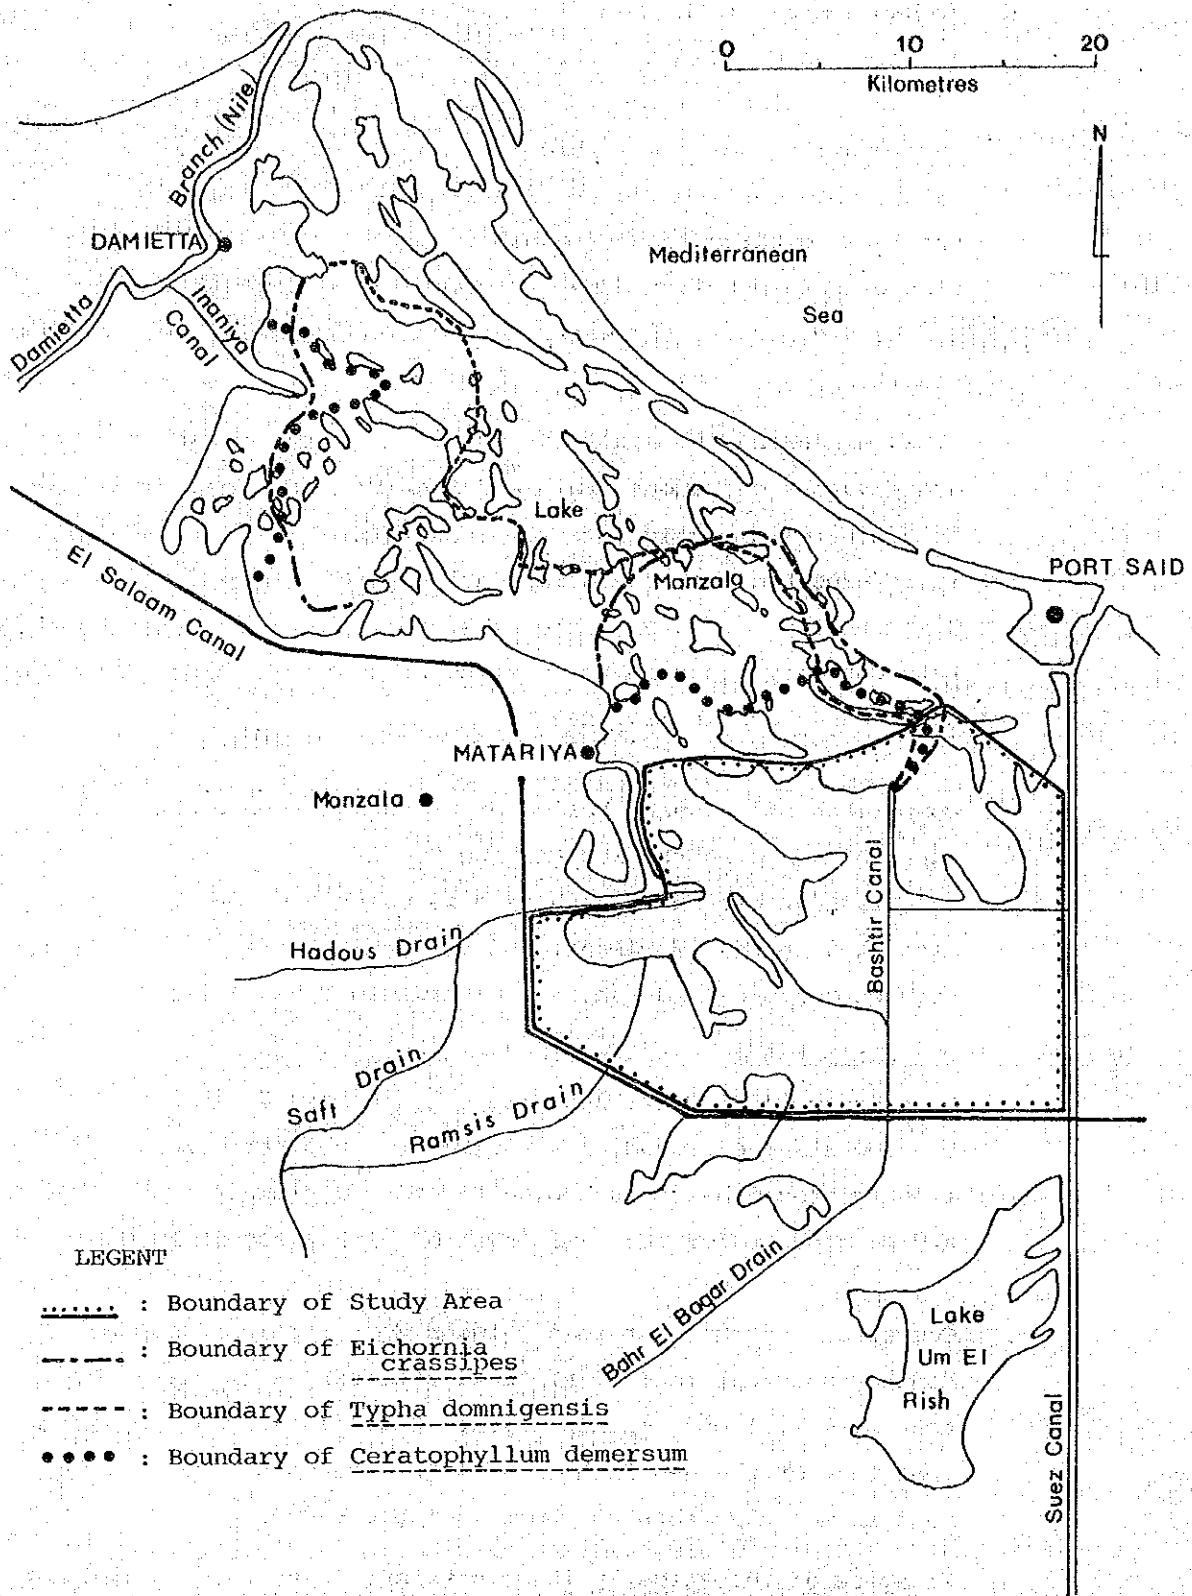 0 10 20
Kilometres
N
Branch (Nile)
DAMIETTA
Mediterranean
Sea
Damietta
Inaniya
Canal
Lake
Manzala
El Salaam Canal
PORT SAID
MATARIYA
Manzala
Bashtir Canal
Hadous Drain
Saft Drain
Ramsis Drain
Bahr El Baqar Drain
Lake
Um El
Rish
Suez Canal
LEGENT
: Boundary of Study Area
: Boundary of Eichornia
crassipes
: Boundary of Typha domnigensis
: Boundary of Ceratophyllum demersum